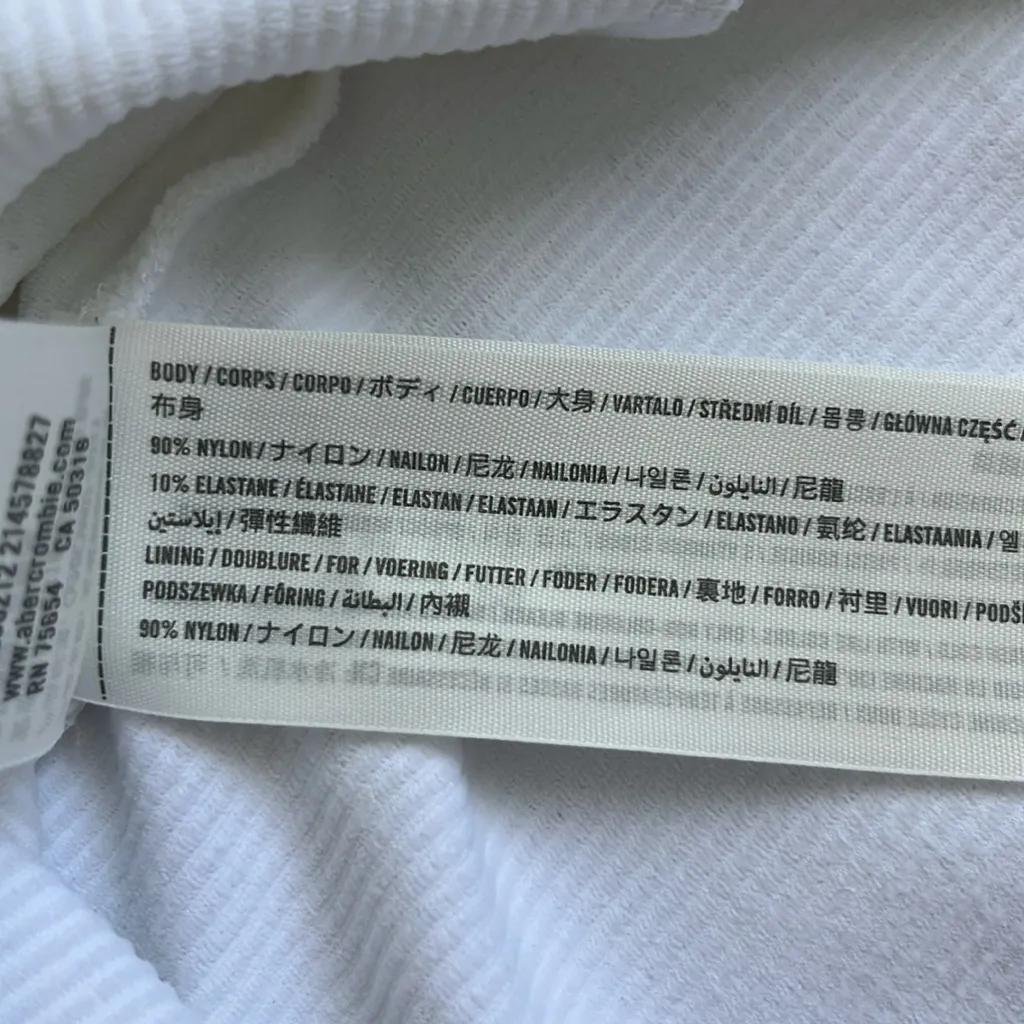 BODY / CORPS / CORPO / ボディ / CUERPO / 大身 / VARTALO / STŘEDNÍ DÍL / 몸통 / GŁÓWNA CZĘŚĆ /
布身
90% NYLON / ナイロン / NAILON / 尼龙 / NAILONIA / 나일론 / النايلون / 尼龍
10% ELASTANE / ÉLASTANE / ELASTAN / ELASTAAN / エラスタン / ELASTANO / 氨纶 / ELASTAANIA / 엘
إيلاستين / 彈性纖維
LINING / DOUBLURE / FOR / VOERING / FUTTER / FODER / FODERA / 裏地 / FORRO / 衬里 / VUORI /
PODSZEWKA / FÔRING / البطانة / 內襯
90% NYLON / ナイロン / NAILON / 尼龙 / NAILONIA / 나일론 / النايلون / 尼龍
214578827
www.abercrombie.com
RN 75654 CA 50318